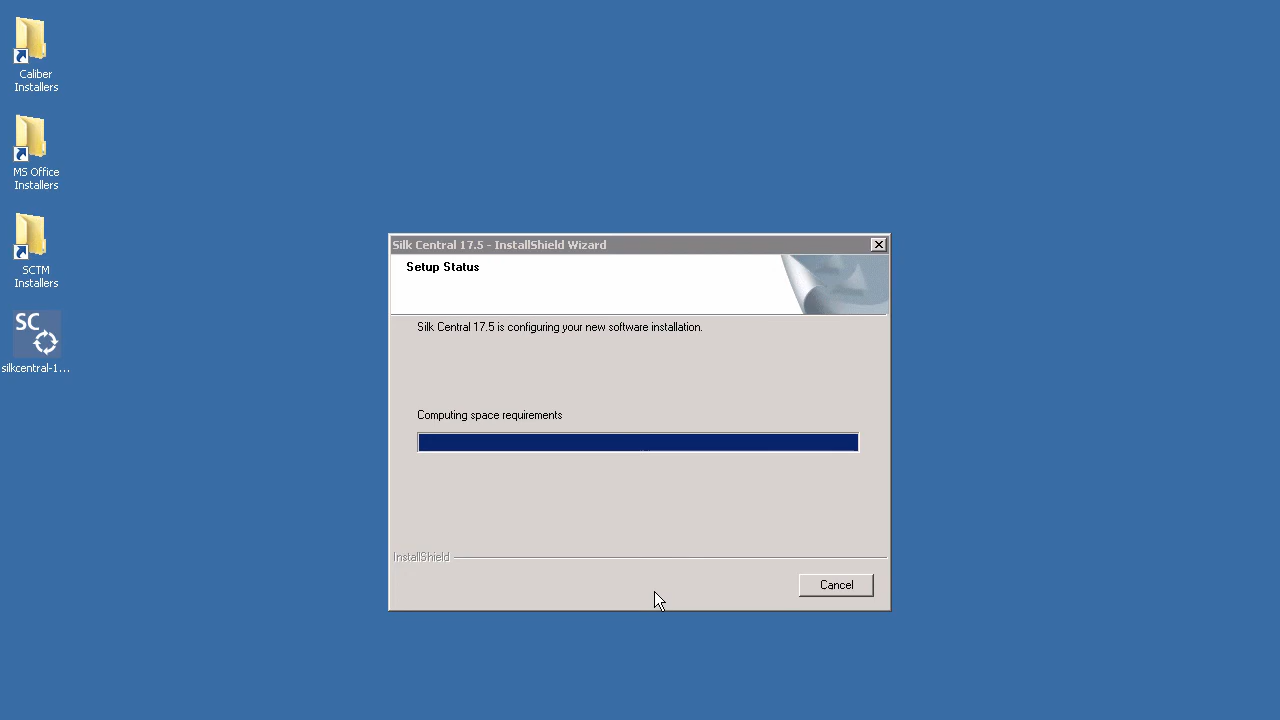 Caliber
Installers
MS Office
Installers
SCTM
Installers
SC
silkcentral-1...
Silk Central 17.5 - InstallShield Wizard
Setup Status
Silk Central 17.5 is configuring your new software installation.
Computing space requirements
InstallShield
Cancel